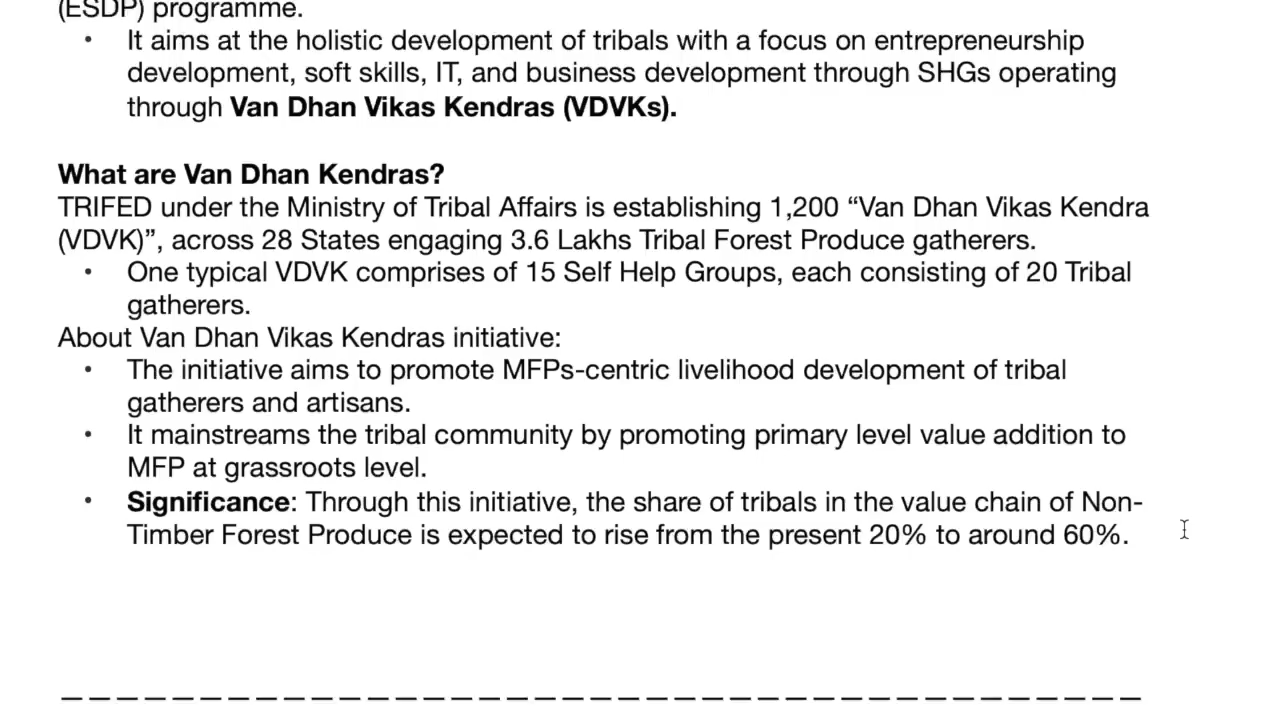 (ESDP) programme.
• It aims at the holistic development of tribals with a focus on entrepreneurship
development, soft skills, IT, and business development through SHGs operating
through Van Dhan Vikas Kendras (VDVKs).
What are Van Dhan Kendras?
TRIFED under the Ministry of Tribal Affairs is establishing 1,200 “Van Dhan Vikas Kendra
(VDVK)”, across 28 States engaging 3.6 Lakhs Tribal Forest Produce gatherers.
• One typical VDVK comprises of 15 Self Help Groups, each consisting of 20 Tribal
gatherers.
About Van Dhan Vikas Kendras initiative:
• The initiative aims to promote MFPs-centric livelihood development of tribal
gatherers and artisans.
• It mainstreams the tribal community by promoting primary level value addition to
MFP at grassroots level.
• Significance: Through this initiative, the share of tribals in the value chain of Non-
Timber Forest Produce is expected to rise from the present 20% to around 60%.